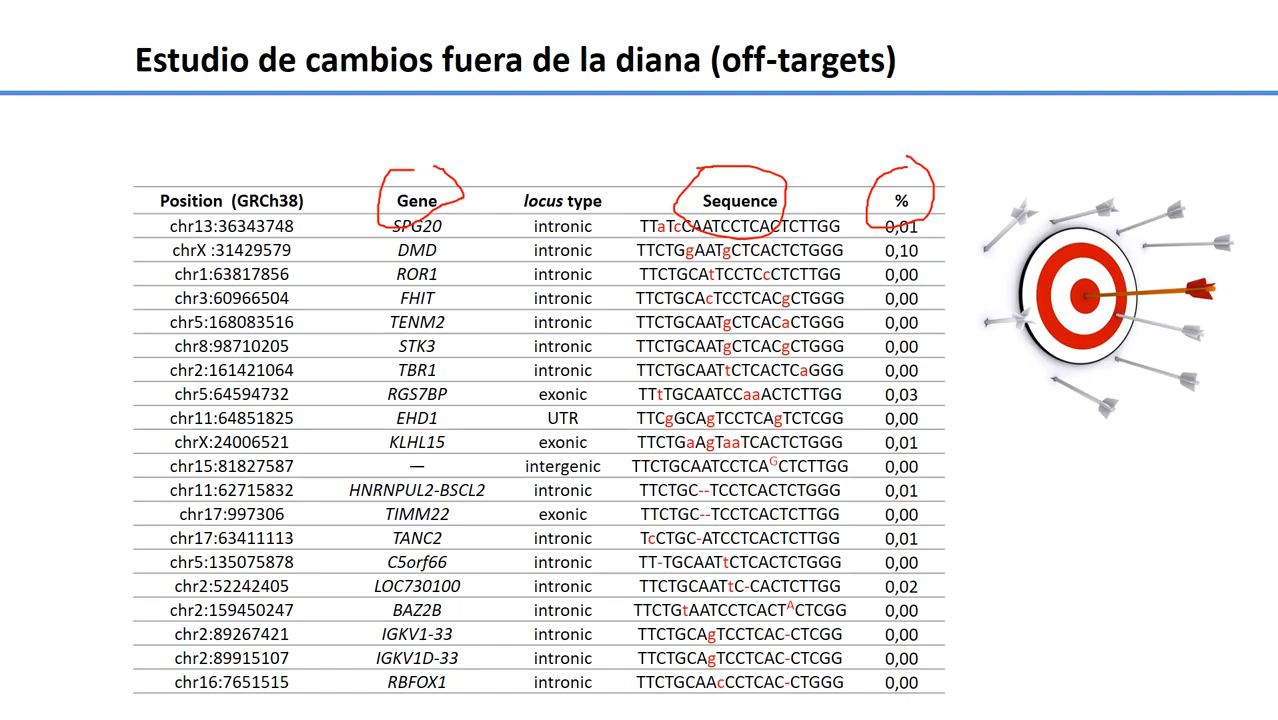 Estudio de cambios fuera de la diana (off-targets)
Position (GRCh38) Gene locus type Sequence %
chr13:36343748 SPG20 intronic TTaTcCAATCCTCACTCTTGG 0,01
chrX :31429579 DMD intronic TTCTGgAATgCTCACTCTGGG 0,10
chr1:63817856 ROR1 intronic TTCTGCAtTCCTCcCTCTTGG 0,00
chr3:60966504 FHIT intronic TTCTGCAcTCCTCACgCTGGG 0,00
chr5:168083516 TENM2 intronic TTCTGCAATgCTCACaCTGGG 0,00
chr8:98710205 STK3 intronic TTCTGCAATgCTCACgCTGGG 0,00
chr2:161421064 TBR1 intronic TTCTGCAATtCTCACTCaGGG 0,00
chr5:64594732 RGS7BP exonic TTtTGCAATCCaaACTCTTGG 0,03
chr11:64851825 EHD1 UTR TTCgGCAgTCCTCAgTCTCGG 0,00
chrX:24006521 KLHL15 exonic TTCTGaAgTaaTCACTCTGGG 0,01
chr15:81827587 — intergenic TTCTGCAATCCTCAGCTCTTGG 0,00
chr11:62715832 HNRNPUL2-BSCL2 intronic TTCTGC--TCCTCACTCTGGG 0,01
chr17:997306 TIMM22 exonic TTCTGC--TCCTCACTCTTGG 0,00
chr17:63411113 TANC2 intronic TcCTGC-ATCCTCACTCTTGG 0,01
chr5:135075878 C5orf66 intronic TT-TGCAATtCTCACTCTGGG 0,00
chr2:52242405 LOC730100 intronic TTCTGCAATtC-CACTCTTGG 0,02
chr2:159450247 BAZ2B intronic TTCTGtAATCCTCACTACTCGG 0,00
chr2:89267421 IGKV1-33 intronic TTCTGCAgTCCTCAC-CTCGG 0,00
chr2:89915107 IGKV1D-33 intronic TTCTGCAgTCCTCAC-CTCGG 0,00
chr16:7651515 RBFOX1 intronic TTCTGCAAcCCTCAC-CTGGG 0,00